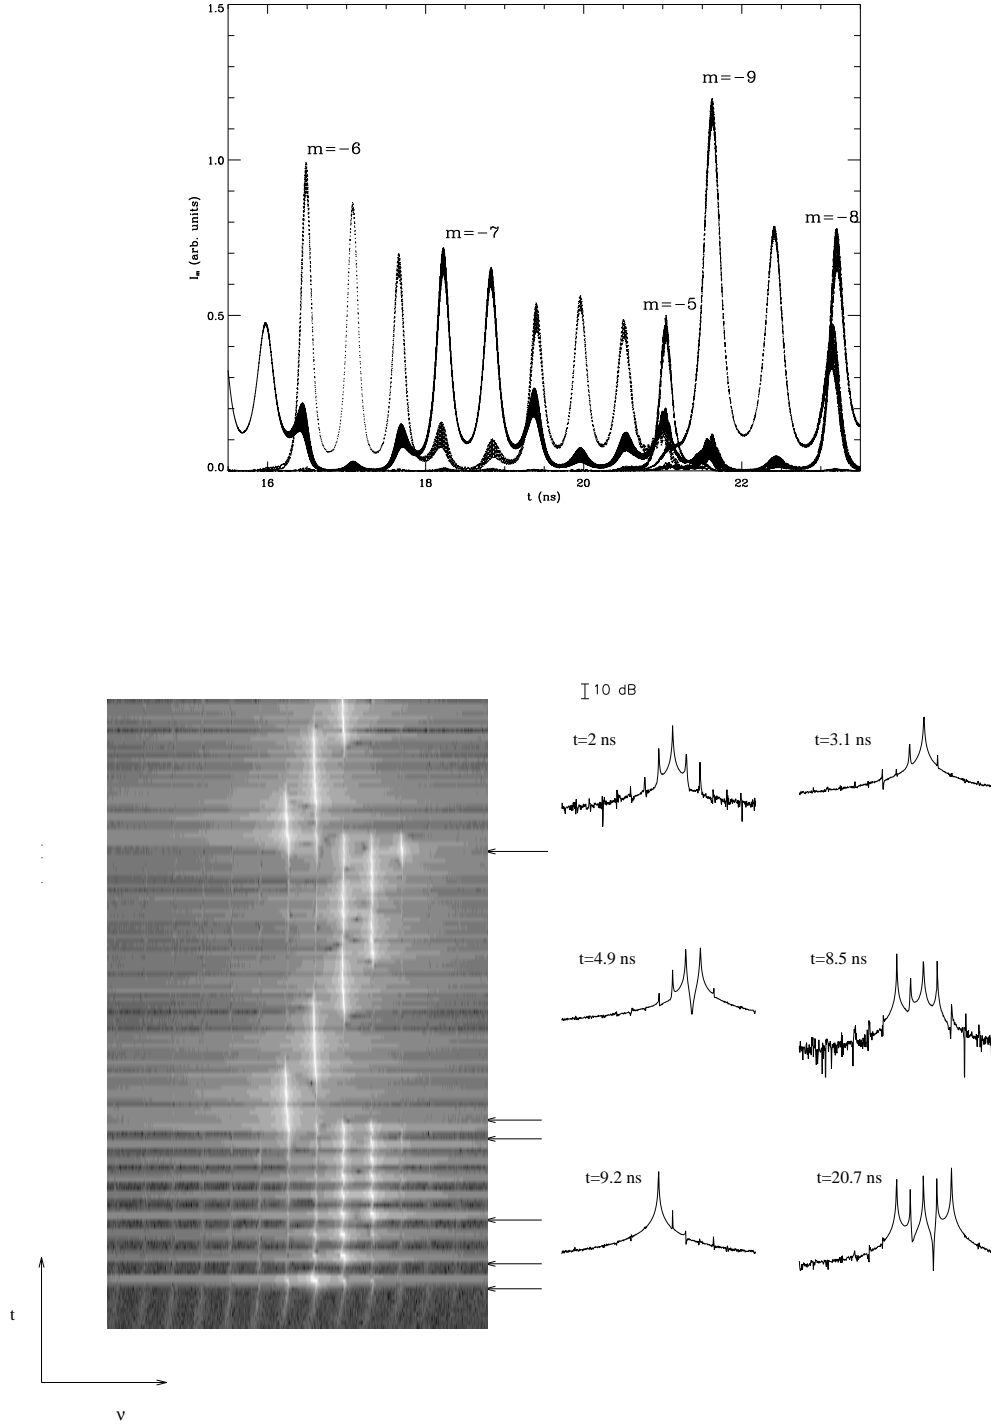 1.5
m=−9
m=−6
1.0
m=−8
m=−7
I_m (arb. units)
m=−5
0.5
0.0
16 18 20 22
t (ns)
10 dB
t=2 ns t=3.1 ns
t=4.9 ns t=8.5 ns
t=9.2 ns t=20.7 ns
t
ν